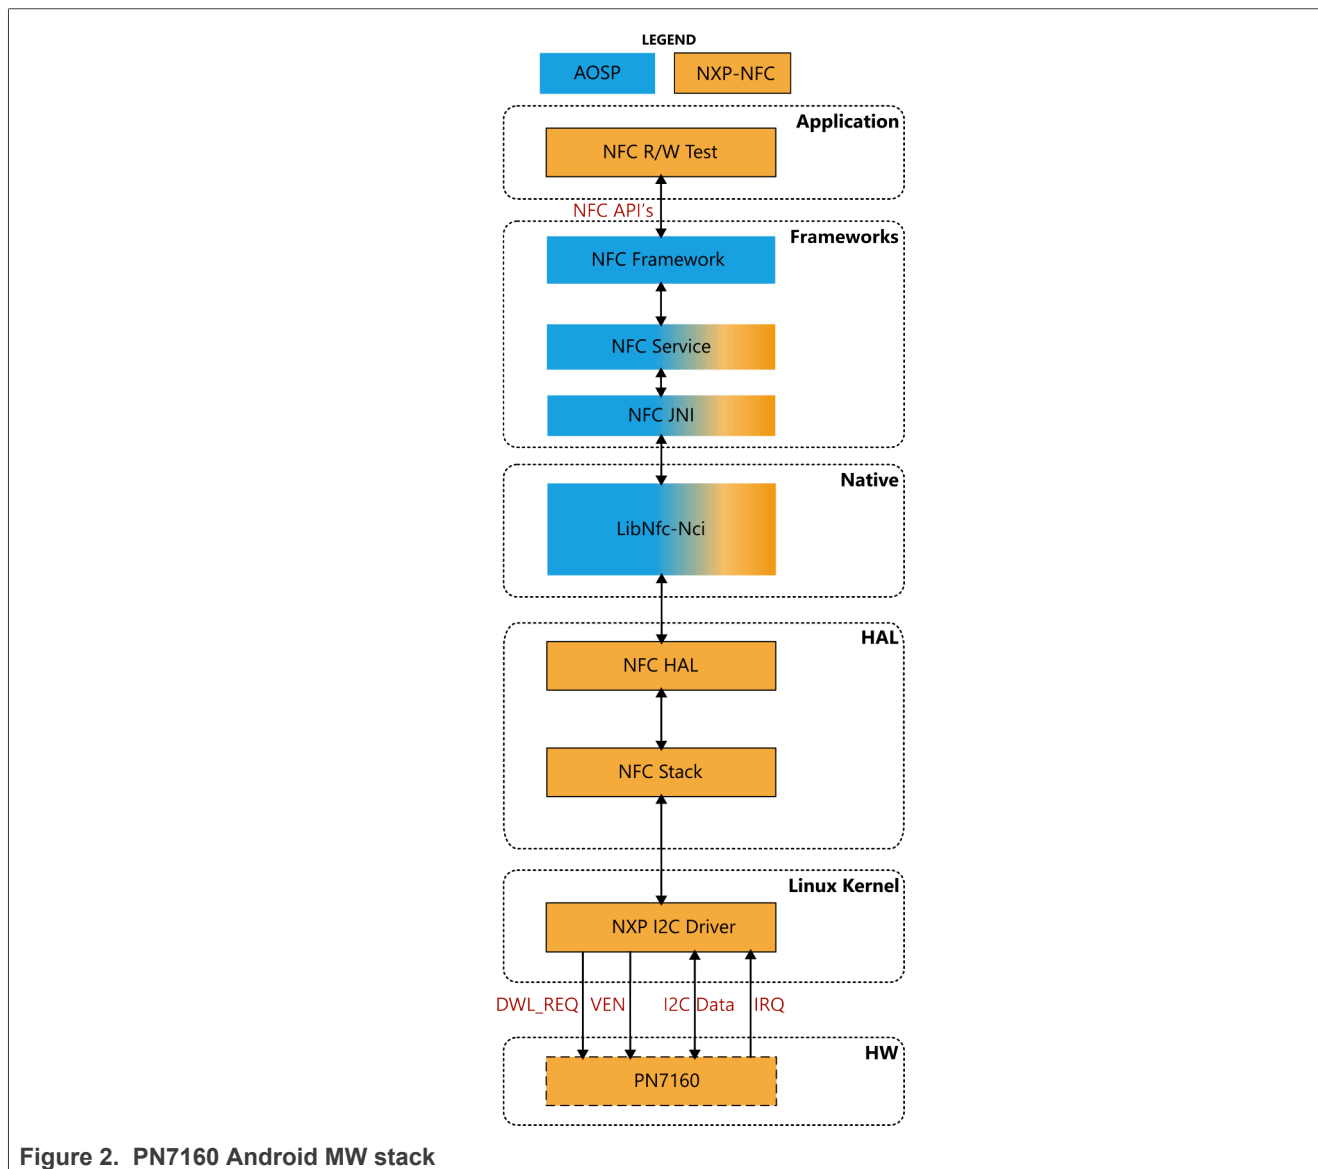 LEGEND
AOSP
NXP-NFC
Application
NFC R/W Test
NFC API's
Frameworks
NFC Framework
NFC Service
NFC JNI
Native
LibNfc-Nci
HAL
NFC HAL
NFC Stack
Linux Kernel
NXP I2C Driver
DWL_REQ VEN I2C Data IRQ
HW
PN7160
Figure 2. PN7160 Android MW stack